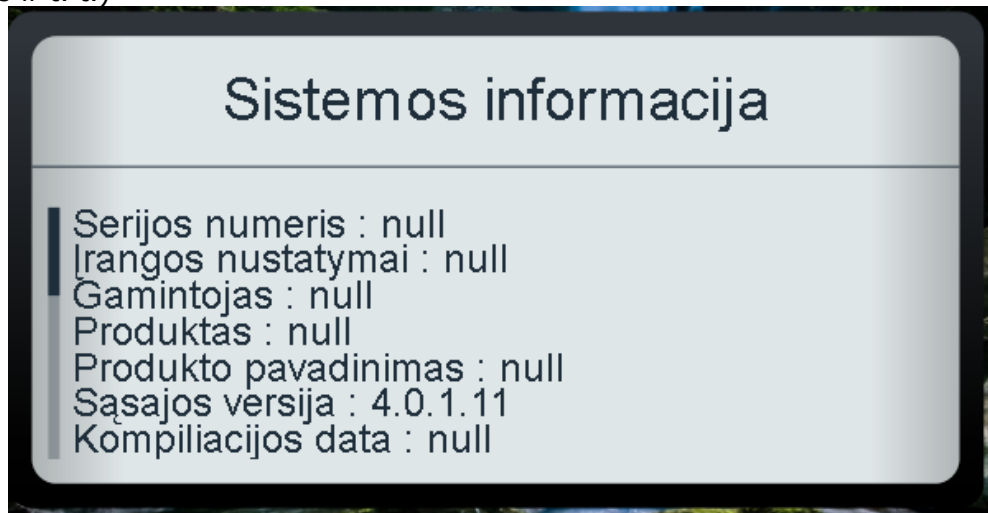 Sistemos informacija
Serijos numeris : null
Įrangos nustatymai : null
Gamintojas : null
Produktas : null
Produkto pavadinimas : null
Sąsajos versija : 4.0.1.11
Kompiliacijos data : null